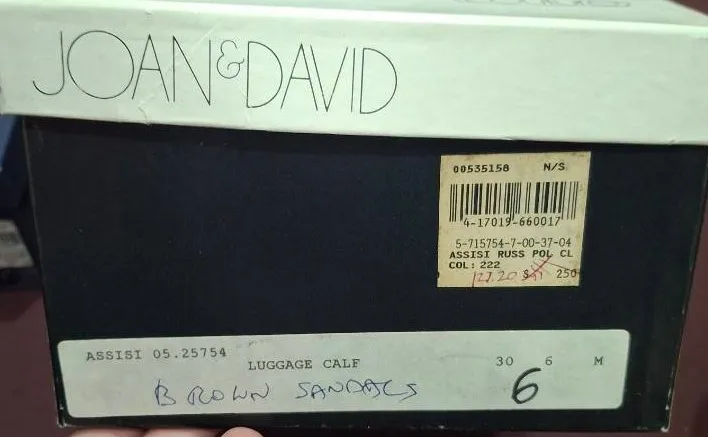 JOAN & DAVID
00535158 N/S
4-17019-660017
5-715754-7-00-37-04
ASSISI RUSS POL CL
COL: 222
127.20 $ 250
ASSISI 05.25754
LUGGAGE CALF 30 6 M
BROWN SANDALS 6